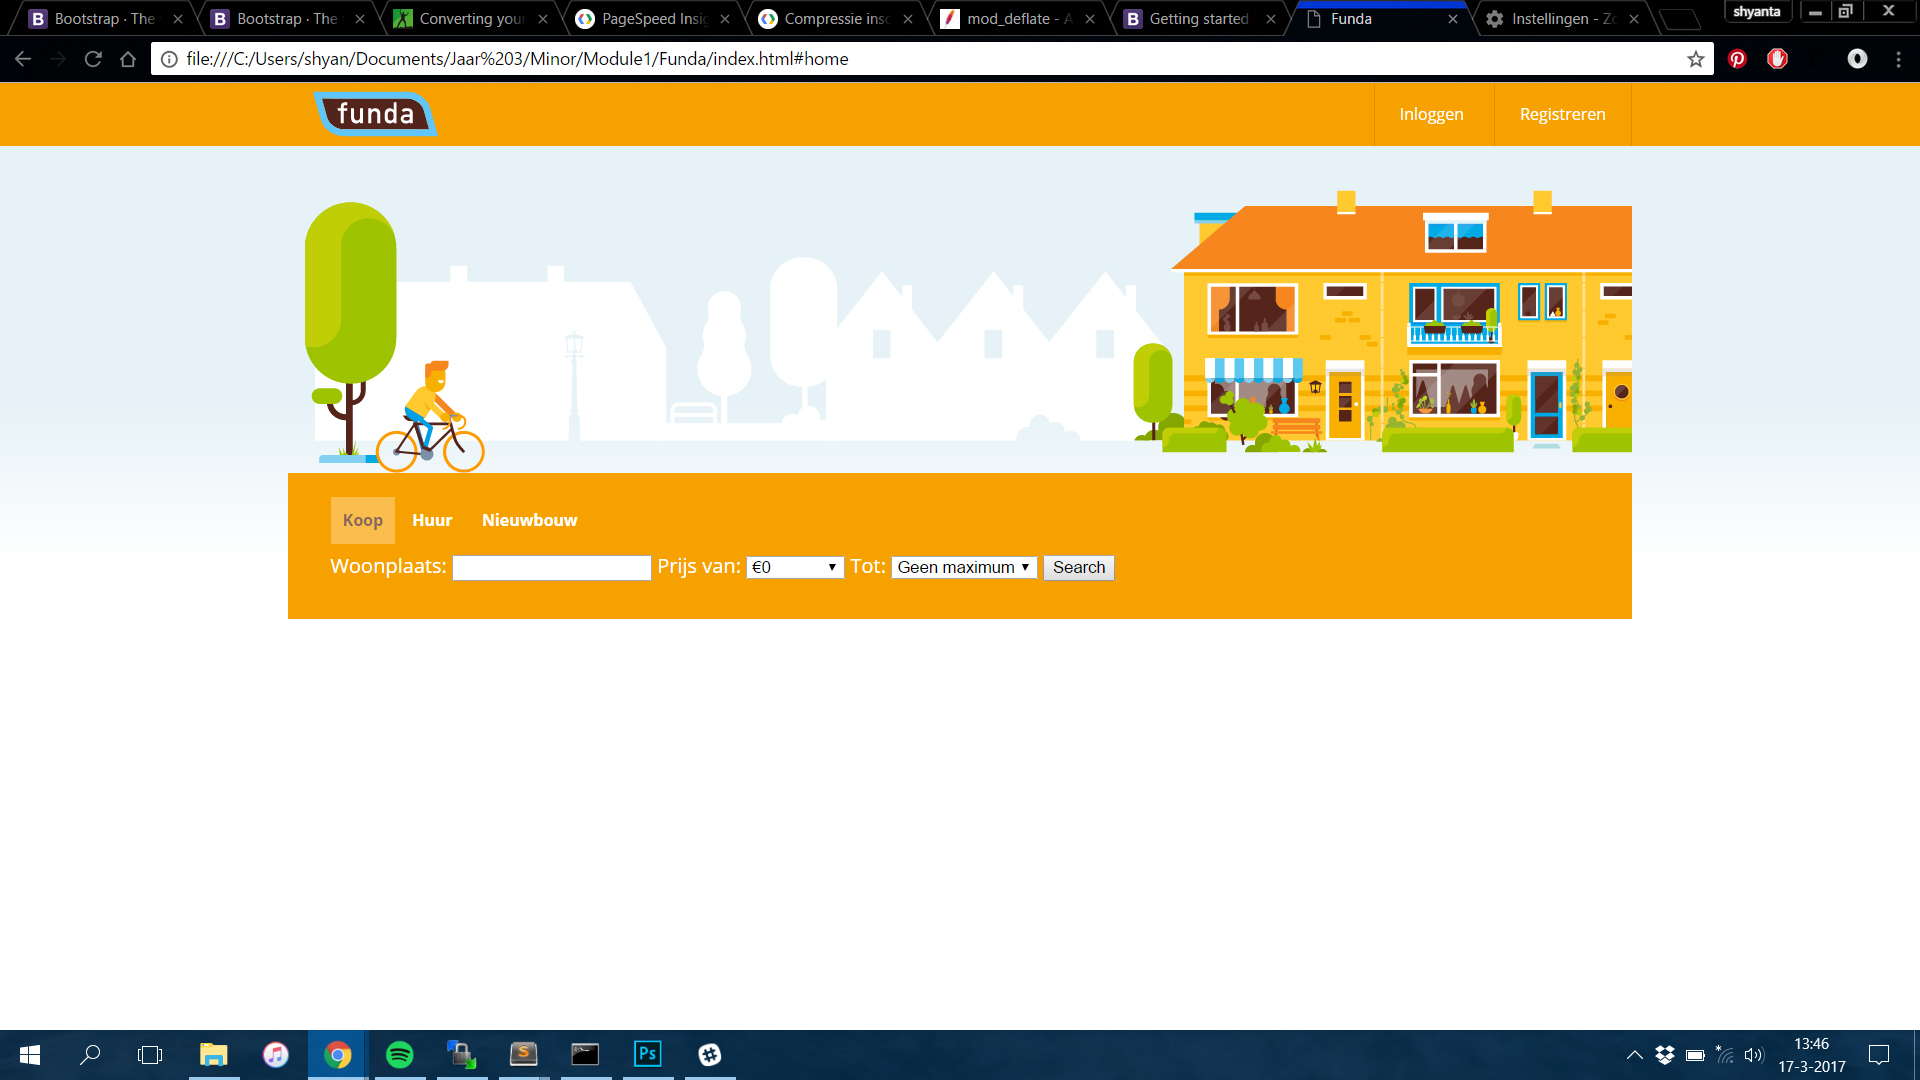 Bootstrap · The
Bootstrap · The
Converting your
PageSpeed Insig
Compressie insc
mod_deflate - A
Getting started
Funda
Instellingen - Zo
shyanta
file:///C:/Users/shyan/Documents/Jaar%203/Minor/Module1/Funda/index.html#home
funda
Inloggen
Registreren
Koop
Huur
Nieuwbouw
Woonplaats:
Prijs van: €0
Tot: Geen maximum
Search
13:46
17-3-2017